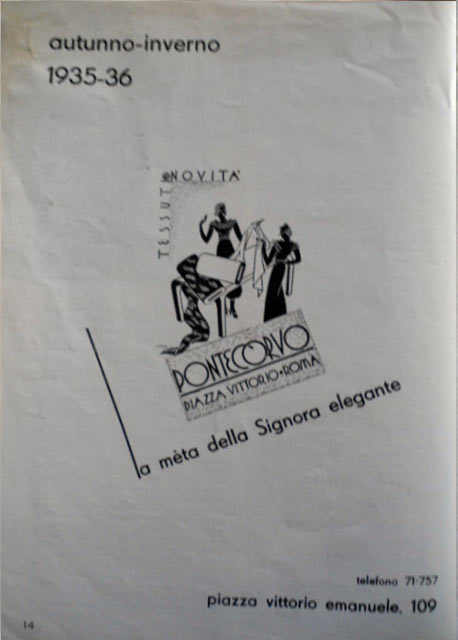 autunno-inverno
1935-36
TESSUTI NOVITÀ
PONTECORVO
PIAZZA VITTORIO·ROMA
la mèta della Signora elegante
telefono 71-757
piazza vittorio emanuele, 109
14